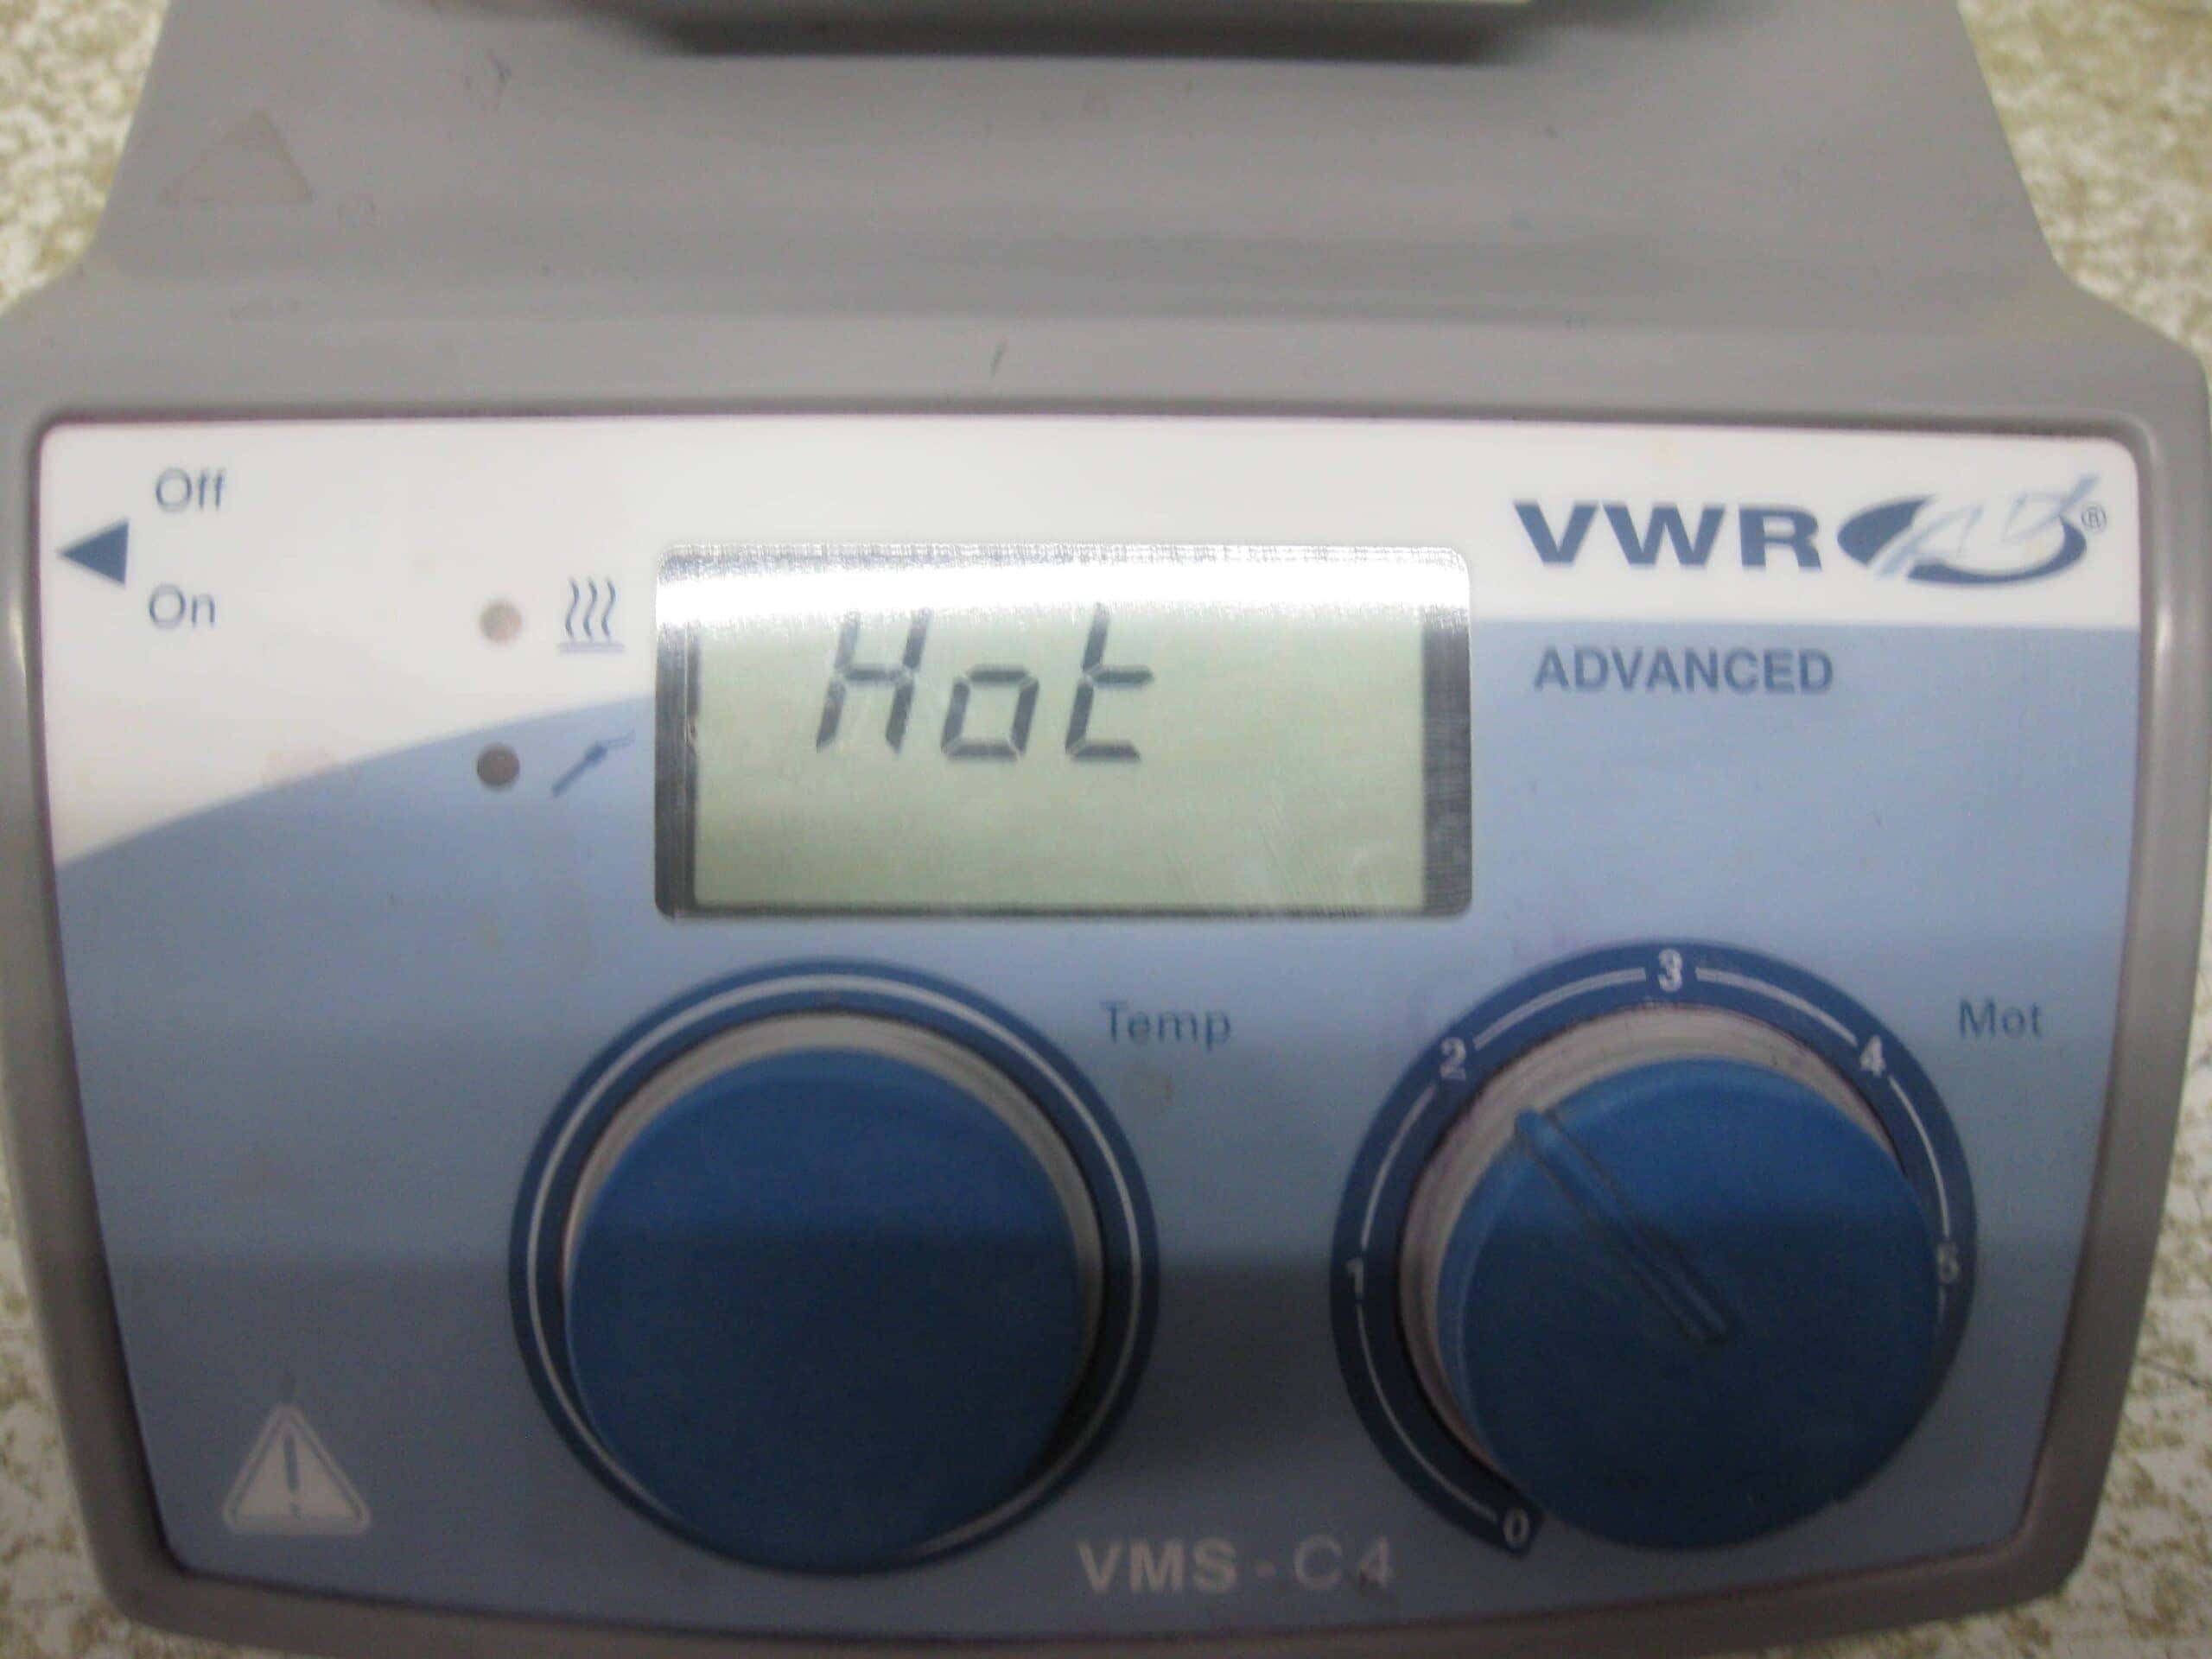 Off
On
VWR ®
ADVANCED
Hot
Temp
Mot
0 1 2 3 4 5
VMS - C4